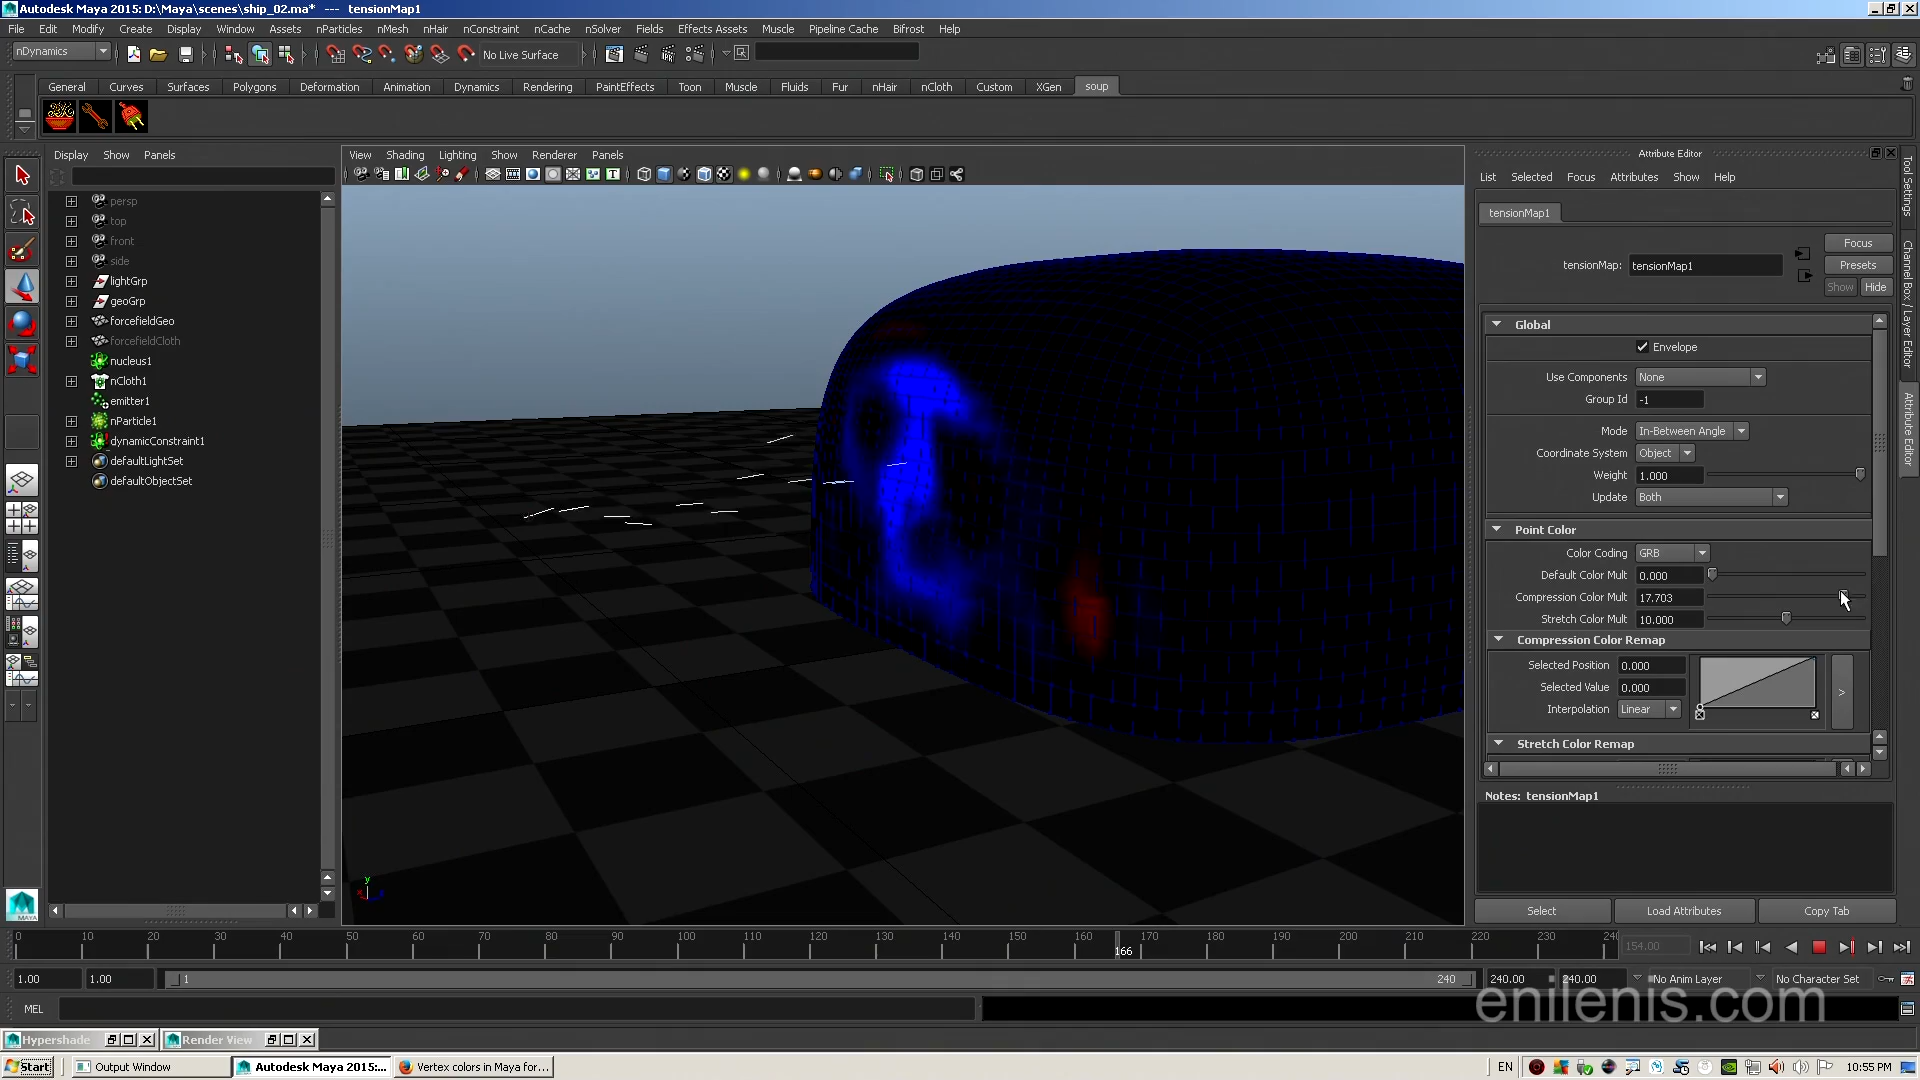 Autodesk Maya 2015: D:\Maya\scenes\ship_02.ma* --- tensionMap1
File Edit Modify Create Display Window Assets nParticles nMesh nHair nConstraint nCache nSolver Fields Effects Assets Muscle Pipeline Cache Bifrost Help
nDynamics No Live Surface
General Curves Surfaces Polygons Deformation Animation Dynamics Rendering PaintEffects Toon Muscle Fluids Fur nHair nCloth Custom XGen soup
Display Show Panels
View Shading Lighting Show Renderer Panels
persp
top
front
side
lightGrp
geoGrp
forcefieldGeo
forcefieldCloth
nucleus1
nCloth1
emitter1
nParticle1
dynamicConstraint1
defaultLightSet
defaultObjectSet
y
Attribute Editor
List Selected Focus Attributes Show Help
tensionMap1
Focus
tensionMap: tensionMap1
Presets
Show Hide
Global
Envelope
Use Components None
Group Id -1
Mode In-Between Angle
Coordinate System Object
Weight 1.000
Update Both
Point Color
Color Coding GRB
Default Color Mult 0.000
Compression Color Mult 17.703
Stretch Color Mult 10.000
Compression Color Remap
Selected Position 0.000
Selected Value 0.000
Interpolation Linear
>
Stretch Color Remap
Notes: tensionMap1
Select Load Attributes Copy Tab
Tool Settings
Channel Box / Layer Editor
Attribute Editor
MAYA
0 10 20 30 40 50 60 70 80 90 100 110 120 130 140 150 160 170 180 190 200 210 220 230 24
166
154.00
1.00 1.00 1 240 240.00 240.00 No Anim Layer No Character Set
MEL
enilenis.com
Hypershade Render View
Start Output Window Autodesk Maya 2015:... Vertex colors in Maya for... EN 10:55 PM